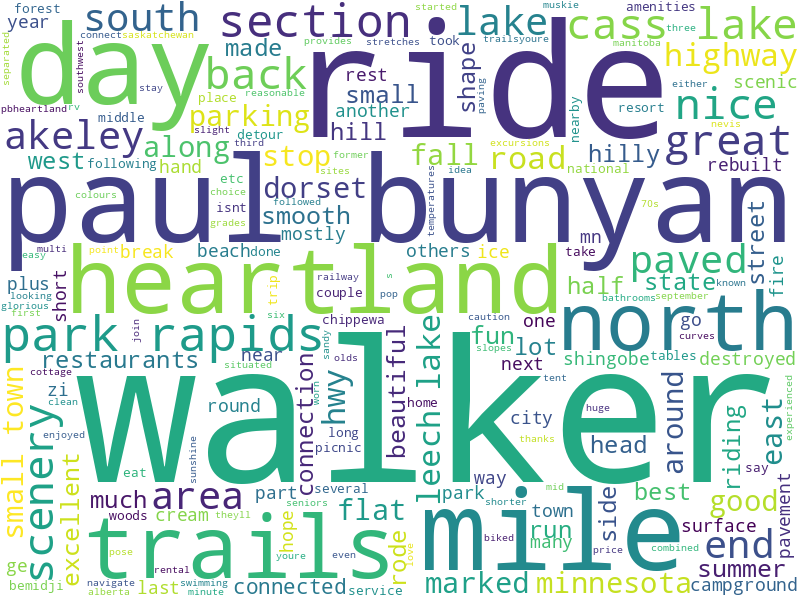 forest
year
south
section
lake
cass
lake
muskie
amenities
started
three
connect
saskatchewan
provides
trailsyoure
manitoba
stretches
took
separated
southwest
day
ride
made
back
shape
highway
scenic
pbheartland
rv
stay
place
reasonable
rest
small
another
paving
either
resort
nice
middle
parking
detour
hill
nearby
akeley
along
slight
third
former
stop
fall
road
excursions
nevis
hilly
great
west
following
hand
etc
sites
idea
national
rebuilt
colours
choice
isnt
dorset
followed
temperatures
70s
grades
smooth
paul
bunyan
multi
easy
point
break
mostly
beach
done
others
ice
mn
take
paved
street
plus
looking
glorious
short
heartland
trip
railway
s
couple
pop
half
state
bathrooms
september
known
fire
first
join
six
chippewa
caution
curves
go
park rapids
near
sandy
olds
slopes
fun
one
lot
north
restaurants
cottage
situated
connection
worn
beautiful
leech lake
next
shingobe
tables
destroyed
zi
clean
walker
home
tent
huge
small town
scenery
enjoyed
round
hwy
long
picnic
city
head
around
riding
east
experienced
sunshine
thanks
eat
seniors
several
way
say
excellent
much
area
part
park
shorter
town
side
best
good
woods
cream
theyll
hope
flat
run
many
surface
pavement
ge
pose
trails
youre
even
rode
love
mile
mid
biked
price
combined
end
summer
bemidji
navigate
alberta
rental
last
swimming
minute
connected
service
marked
minnesota
campground